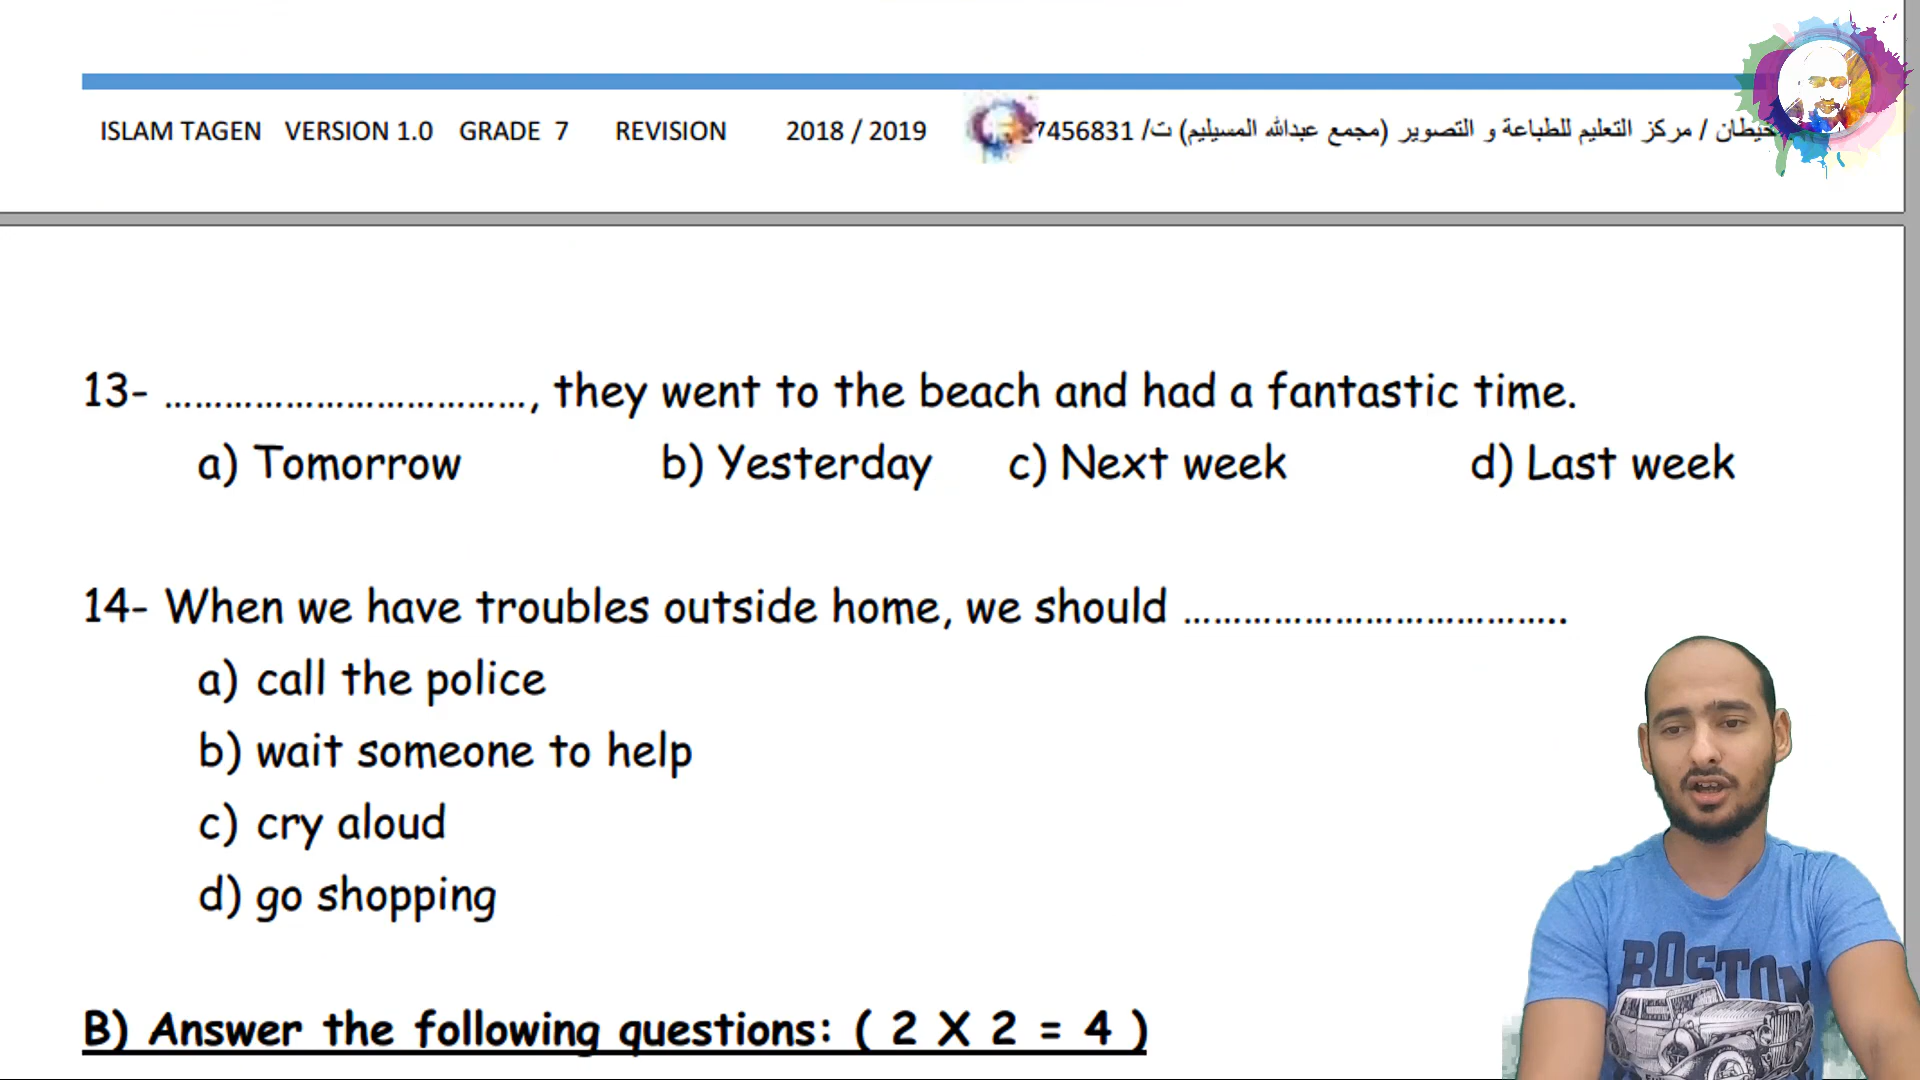 ISLAM TAGEN VERSION 1.0 GRADE 7 REVISION 2018 / 2019 خيطان / مركز التعليم للطباعة و التصوير (مجمع عبدالله المسيليم) ت/ 7456831
13- ...................................., they went to the beach and had a fantastic time.
a) Tomorrow b) Yesterday c) Next week d) Last week
14- When we have troubles outside home, we should ......................................
a) call the police
b) wait someone to help
c) cry aloud
d) go shopping
B) Answer the following questions: ( 2 X 2 = 4 )
BOSTON